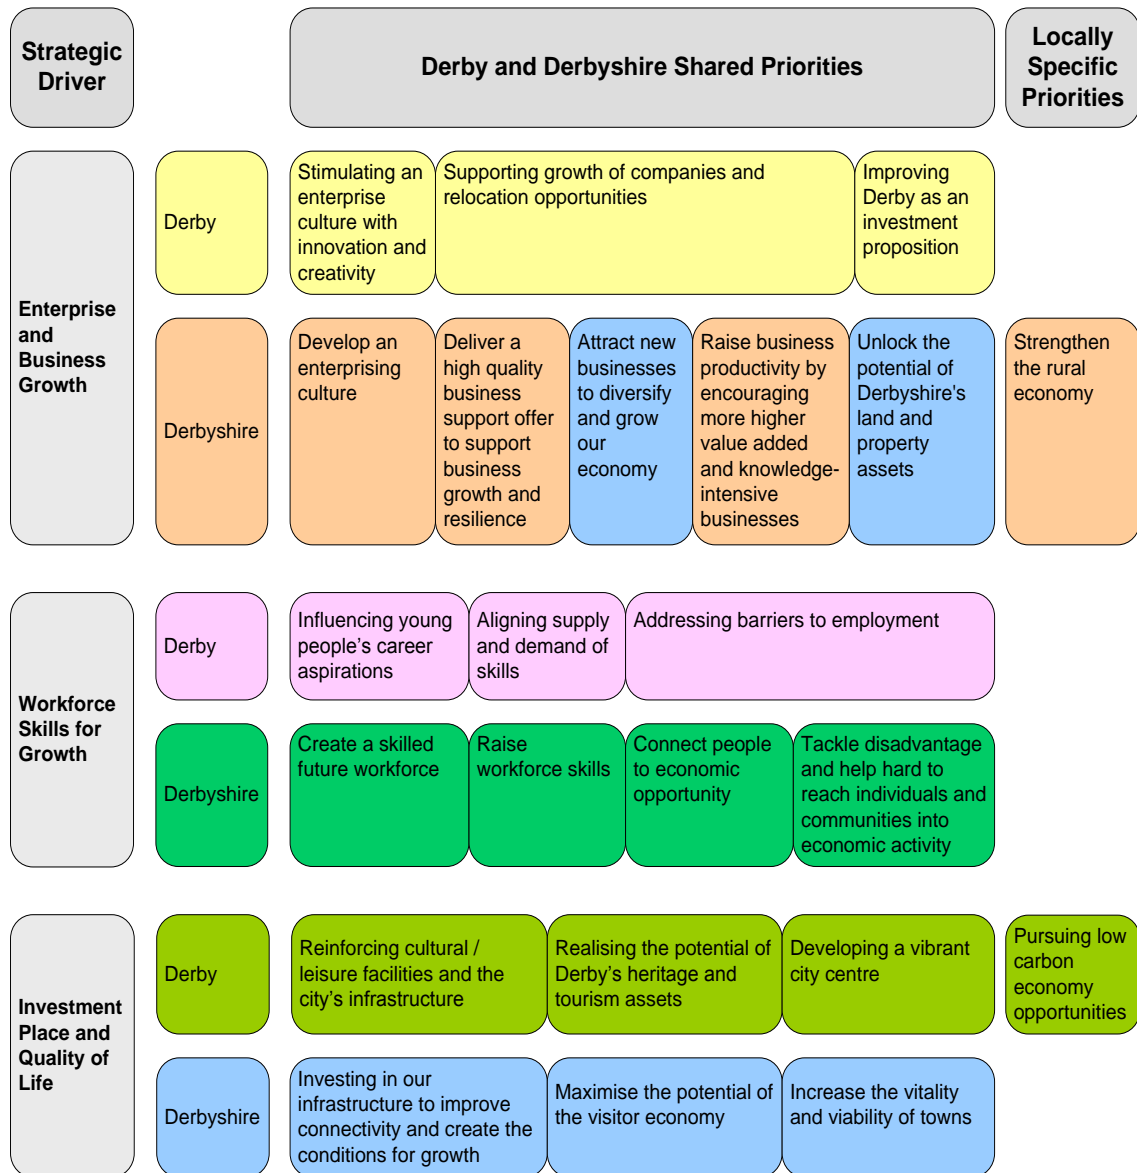 Strategic
Driver
Derby and Derbyshire Shared Priorities
Locally
Specific
Priorities
Enterprise
and
Business
Growth
Derby
Stimulating an
enterprise
culture with
innovation and
creativity
Supporting growth of companies and
relocation opportunities
Improving
Derby as an
investment
proposition
Derbyshire
Develop an
enterprising
culture
Deliver a
high quality
business
support offer
to support
business
growth and
resilience
Attract new
businesses
to diversify
and grow
our
economy
Raise business
productivity by
encouraging
more higher
value added
and knowledge-
intensive
businesses
Unlock the
potential of
Derbyshire's
land and
property
assets
Strengthen
the rural
economy
Workforce
Skills for
Growth
Derby
Influencing young
people’s career
aspirations
Aligning supply
and demand of
skills
Addressing barriers to employment
Derbyshire
Create a skilled
future workforce
Raise
workforce skills
Connect people
to economic
opportunity
Tackle disadvantage
and help hard to
reach individuals and
communities into
economic activity
Investment
Place and
Quality of
Life
Derby
Reinforcing cultural /
leisure facilities and the
city’s infrastructure
Realising the potential of
Derby’s heritage and
tourism assets
Developing a vibrant
city centre
Pursuing low
carbon
economy
opportunities
Derbyshire
Investing in our
infrastructure to improve
connectivity and create the
conditions for growth
Maximise the potential of
the visitor economy
Increase the vitality
and viability of towns